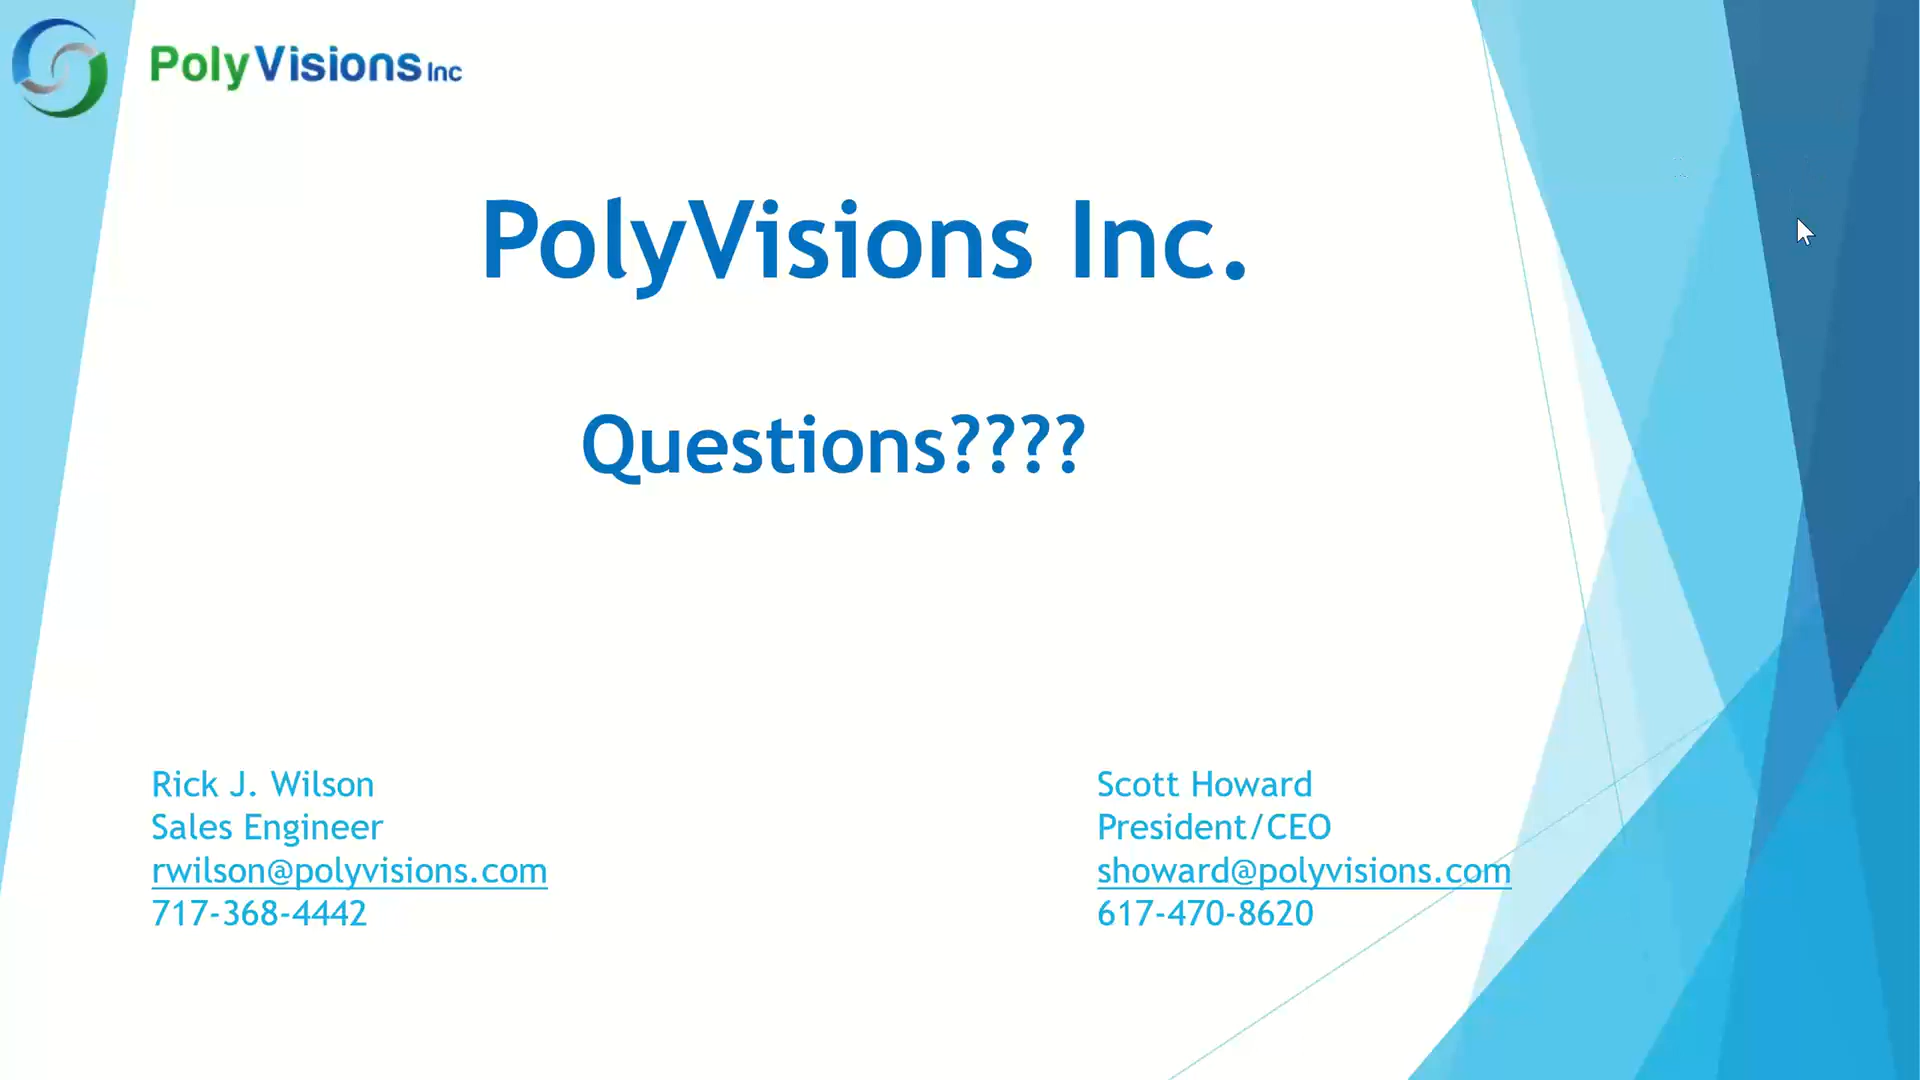 PolyVisions Inc
PolyVisions Inc.
Questions????
Rick J. Wilson
Sales Engineer
rwilson@polyvisions.com
717-368-4442
Scott Howard
President/CEO
showard@polyvisions.com
617-470-8620